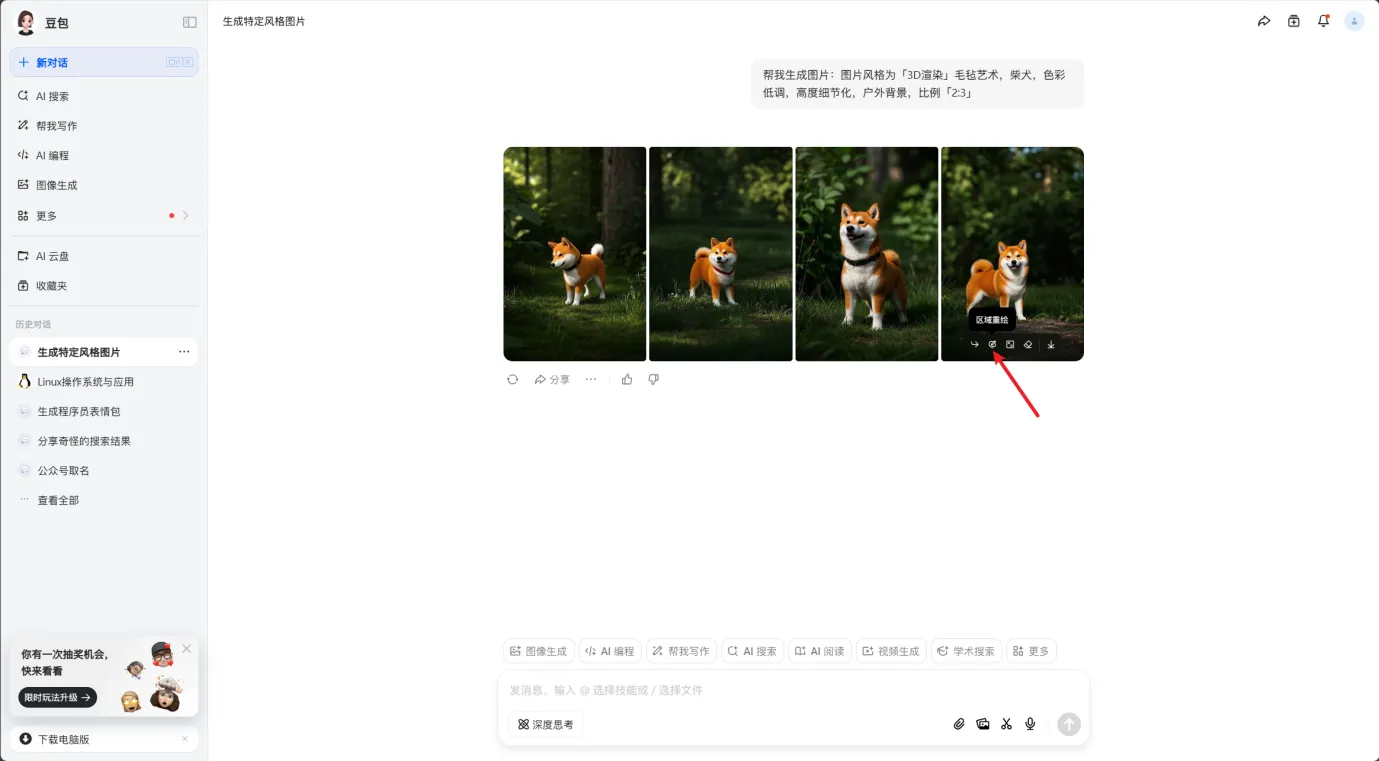 豆包
新对话
Ctrl K
AI 搜索
帮我写作
AI 编程
图像生成
更多
AI 云盘
收藏夹
历史对话
生成特定风格图片
Linux操作系统与应用
生成程序员表情包
分享奇怪的搜索结果
公众号取名
查看全部
你有一次抽奖机会，
快来看看
限时玩法升级 →
下载电脑版
生成特定风格图片
帮我生成图片：图片风格为「3D渲染」毛毡艺术，柴犬，色彩
低调，高度细节化，户外背景，比例「2:3」
区域重绘
分享
图像生成
AI 编程
帮我写作
AI 搜索
AI 阅读
视频生成
学术搜索
更多
发消息、输入 @ 选择技能或 / 选择文件
深度思考